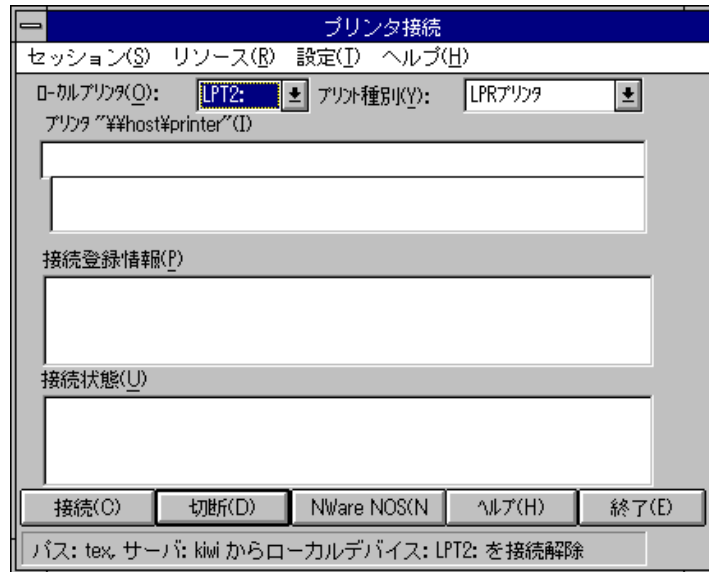 プリンタ接続
セッション(S) リソース(R) 設定(T) ヘルプ(H)
ローカルプリンタ(O): LPT2: プリント種別(Y): LPRプリンタ
プリンタ "¥¥host¥printer"(I)
接続登録情報(P)
接続状態(U)
接続(C) 切断(D) NWare NOS(N ヘルプ(H) 終了(E)
パス: tex, サーバ: kiwi からローカルデバイス: LPT2: を接続解除